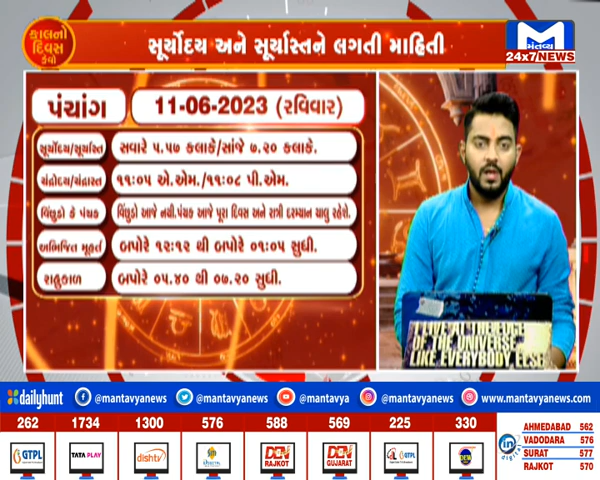 કાલનો
દિવસ
કેવો
સૂર્યોદય અને સૂર્યાસ્તને લગતી માહિતી
મંતવ્ય
24x7NEWS
પંચાંગ
11-06-2023 (રવિવાર)
સૂર્યોદય/સૂર્યાસ્ત
સવારે ૫.૫૭ કલાકે/સાંજે ૭.૨૦ કલાકે.
ચંદ્રોદય/ચંદ્રાસ્ત
૧૧:૦૫ એ.એમ./૧૧:૦૮ પી.એમ.
વિંછુડો કે પંચક
વિંછુડો આજે નથી.પંચક આજે પૂરા દિવસ અને રાત્રી દરમ્યાન ચાલુ રહેશે.
અભિજિત મૂહર્ત
બપોરે ૧૨:૧૨ થી બપોરે ૦૧:૦૫ સુધી.
રાહુકાળ
બપોરે ૦૫.૪૦ થી ૦૭.૨૦ સુધી.
I LIVE AT THE EDGE
OF THE UNIVERSE
LIKE EVERYBODY ELSE
dailyhunt
@mantavyanews
@mantavyanews
@mantavyanews
@mantavyanews
262
1734
1300
576
588
569
225
330
GTPL
TATA PLAY
dishtv
DEN
RAJKOT
DEN
GUJARAT
in
digital
AHMEDABAD 562
VADODARA 576
SURAT 577
RAJKOT 570